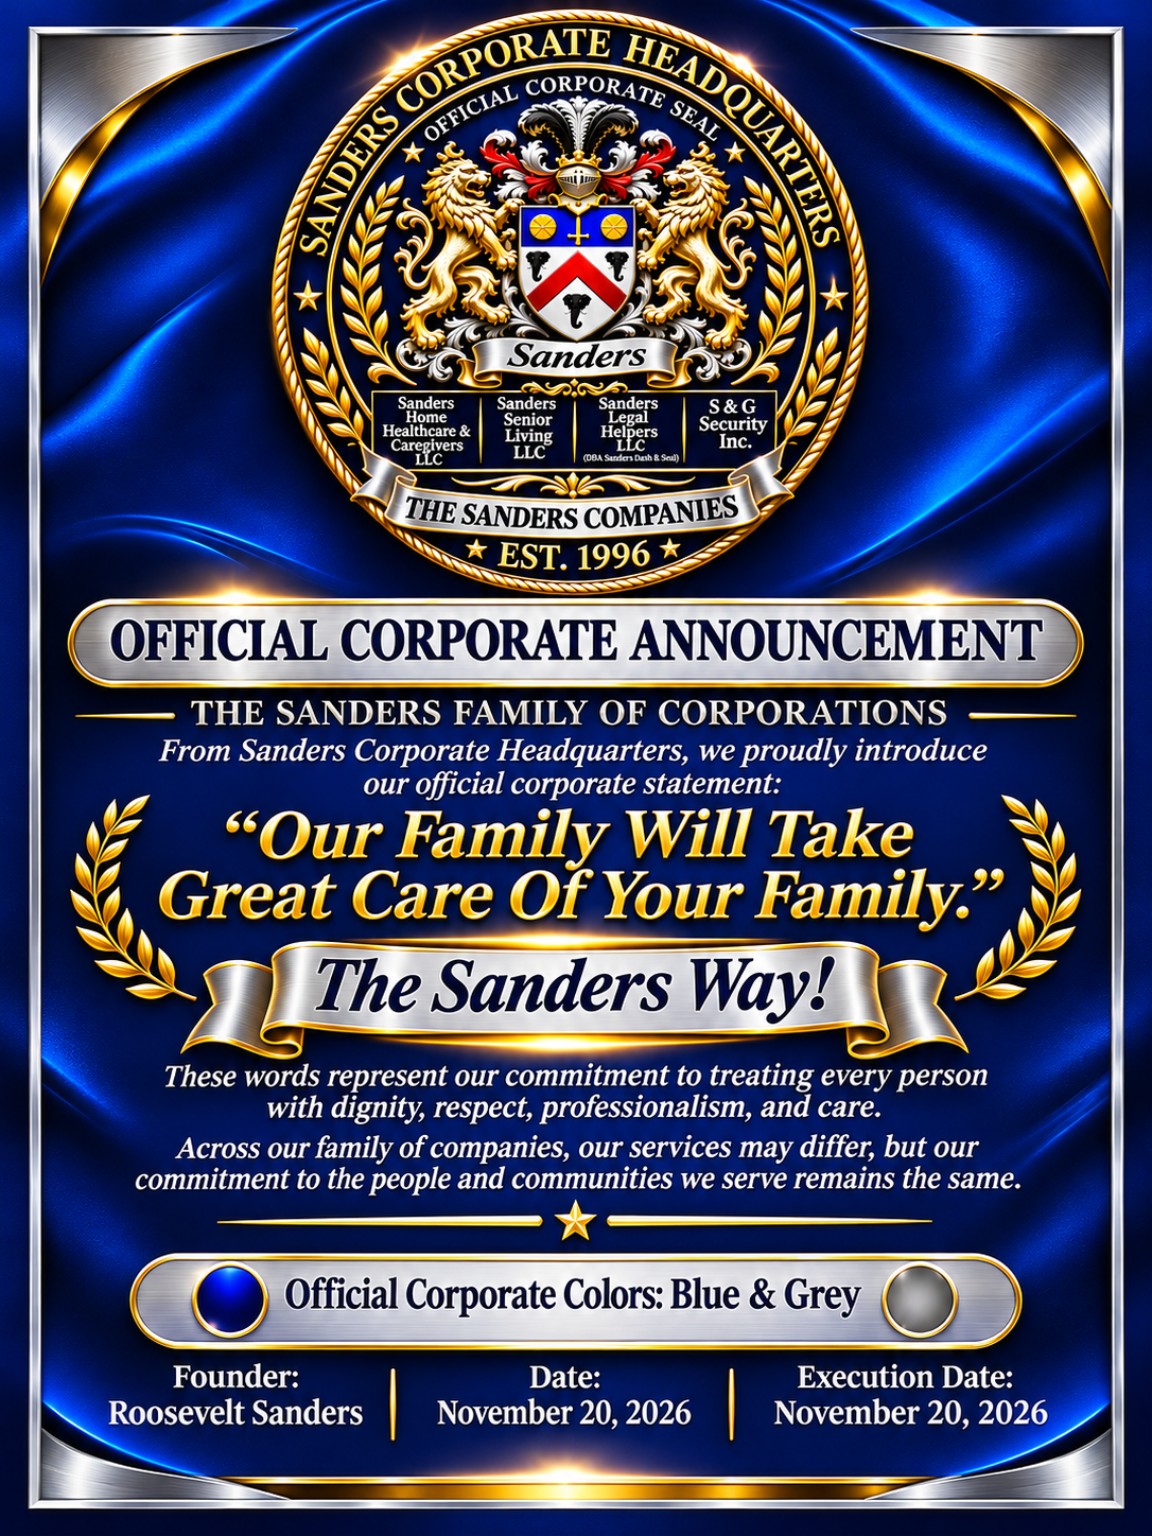 SANDERS CORPORATE HEADQUARTERS
OFFICIAL CORPORATE SEAL
Sanders
Sanders
Home
Healthcare &
Caregivers
LLC
Sanders
Senior
Living
LLC
Sanders
Legal
Helpers
LLC
(DBA Sanders Dash & Seal)
S & G
Security
Inc.
THE SANDERS COMPANIES
EST. 1996
OFFICIAL CORPORATE ANNOUNCEMENT
THE SANDERS FAMILY OF CORPORATIONS
From Sanders Corporate Headquarters, we proudly introduce
our official corporate statement:
“Our Family Will Take
Great Care Of Your Family.”
The Sanders Way!
These words represent our commitment to treating every person
with dignity, respect, professionalism, and care.
Across our family of companies, our services may differ, but our
commitment to the people and communities we serve remains the same.
Official Corporate Colors: Blue & Grey
Founder:
Roosevelt Sanders
Date:
November 20, 2026
Execution Date:
November 20, 2026